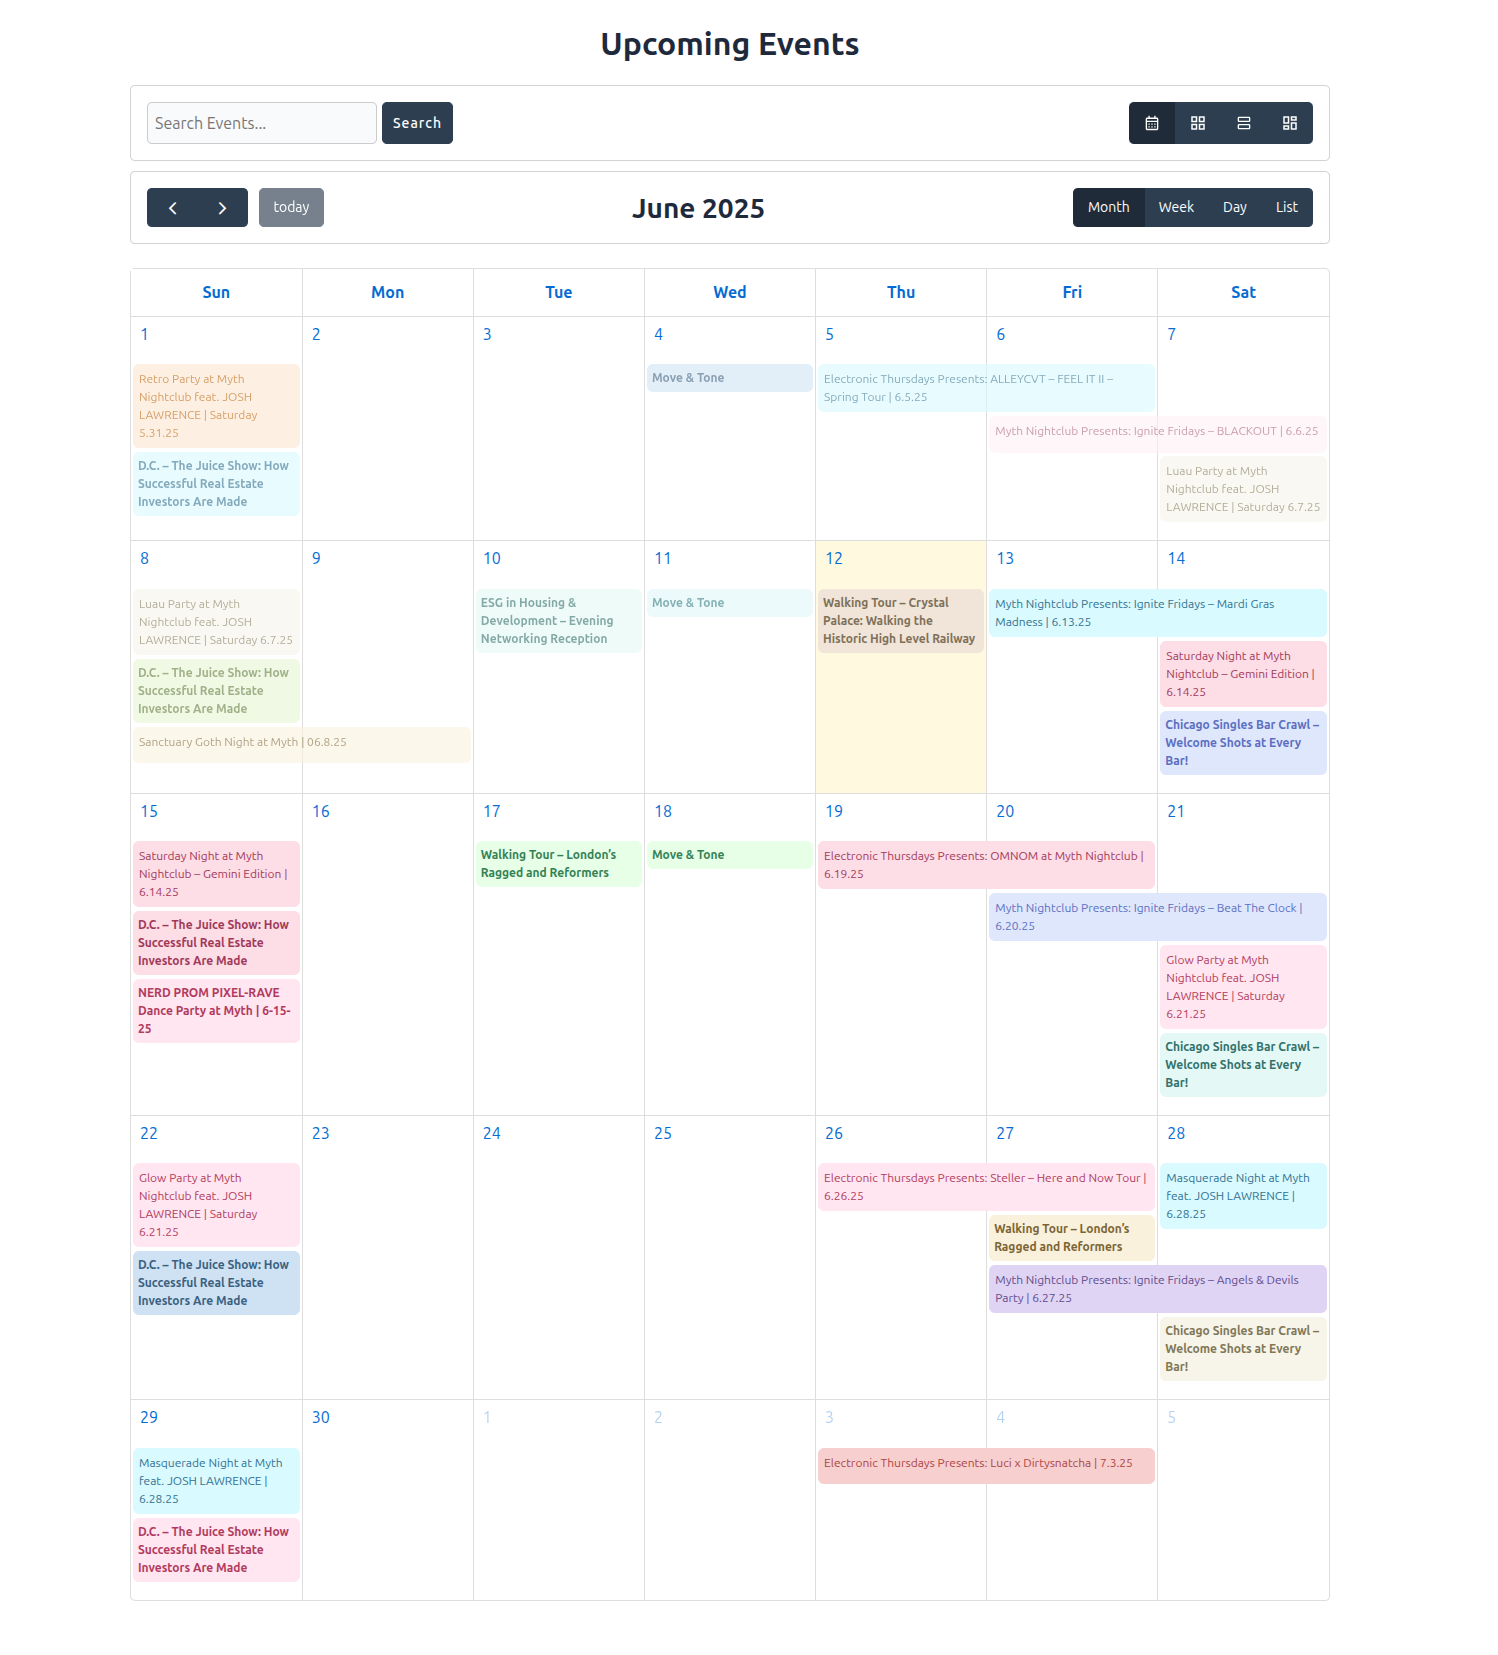 Upcoming Events
Search Events...
Search
today
June 2025
Month
Week
Day
List
Sun
Mon
Tue
Wed
Thu
Fri
Sat
1
2
3
4
5
6
7
Retro Party at Myth
Nightclub feat. JOSH
LAWRENCE | Saturday
5.31.25
D.C. – The Juice Show: How
Successful Real Estate
Investors Are Made
Move & Tone
Electronic Thursdays Presents: ALLEYCVT – FEEL IT II –
Spring Tour | 6.5.25
Myth Nightclub Presents: Ignite Fridays – BLACKOUT | 6.6.25
Luau Party at Myth
Nightclub feat. JOSH
LAWRENCE | Saturday 6.7.25
8
9
10
11
12
13
14
Luau Party at Myth
Nightclub feat. JOSH
LAWRENCE | Saturday 6.7.25
D.C. – The Juice Show: How
Successful Real Estate
Investors Are Made
Sanctuary Goth Night at Myth | 06.8.25
ESG in Housing &
Development – Evening
Networking Reception
Move & Tone
Walking Tour – Crystal
Palace: Walking the
Historic High Level Railway
Myth Nightclub Presents: Ignite Fridays – Mardi Gras
Madness | 6.13.25
Saturday Night at Myth
Nightclub – Gemini Edition |
6.14.25
Chicago Singles Bar Crawl –
Welcome Shots at Every
Bar!
15
16
17
18
19
20
21
Saturday Night at Myth
Nightclub – Gemini Edition |
6.14.25
D.C. – The Juice Show: How
Successful Real Estate
Investors Are Made
NERD PROM PIXEL-RAVE
Dance Party at Myth | 6-15-
25
Walking Tour – London's
Ragged and Reformers
Move & Tone
Electronic Thursdays Presents: OMNOM at Myth Nightclub |
6.19.25
Myth Nightclub Presents: Ignite Fridays – Beat The Clock |
6.20.25
Glow Party at Myth
Nightclub feat. JOSH
LAWRENCE | Saturday
6.21.25
Chicago Singles Bar Crawl –
Welcome Shots at Every
Bar!
22
23
24
25
26
27
28
Glow Party at Myth
Nightclub feat. JOSH
LAWRENCE | Saturday
6.21.25
D.C. – The Juice Show: How
Successful Real Estate
Investors Are Made
Electronic Thursdays Presents: Steller – Here and Now Tour |
6.26.25
Walking Tour – London's
Ragged and Reformers
Myth Nightclub Presents: Ignite Fridays – Angels & Devils
Party | 6.27.25
Masquerade Night at Myth
feat. JOSH LAWRENCE |
6.28.25
Chicago Singles Bar Crawl –
Welcome Shots at Every
Bar!
29
30
1
2
3
4
5
Masquerade Night at Myth
feat. JOSH LAWRENCE |
6.28.25
D.C. – The Juice Show: How
Successful Real Estate
Investors Are Made
Electronic Thursdays Presents: Luci x Dirtysnatcha | 7.3.25